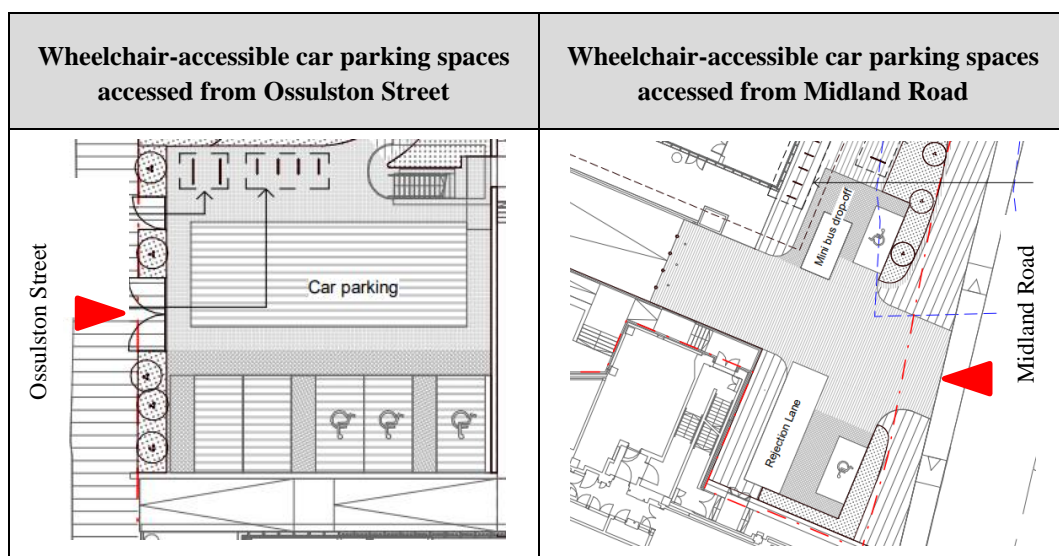 Wheelchair-accessible car parking spaces
accessed from Ossulston Street
Wheelchair-accessible car parking spaces
accessed from Midland Road
Ossulston Street
Car parking
Mini bus drop-off
Rejection Lane
Midland Road